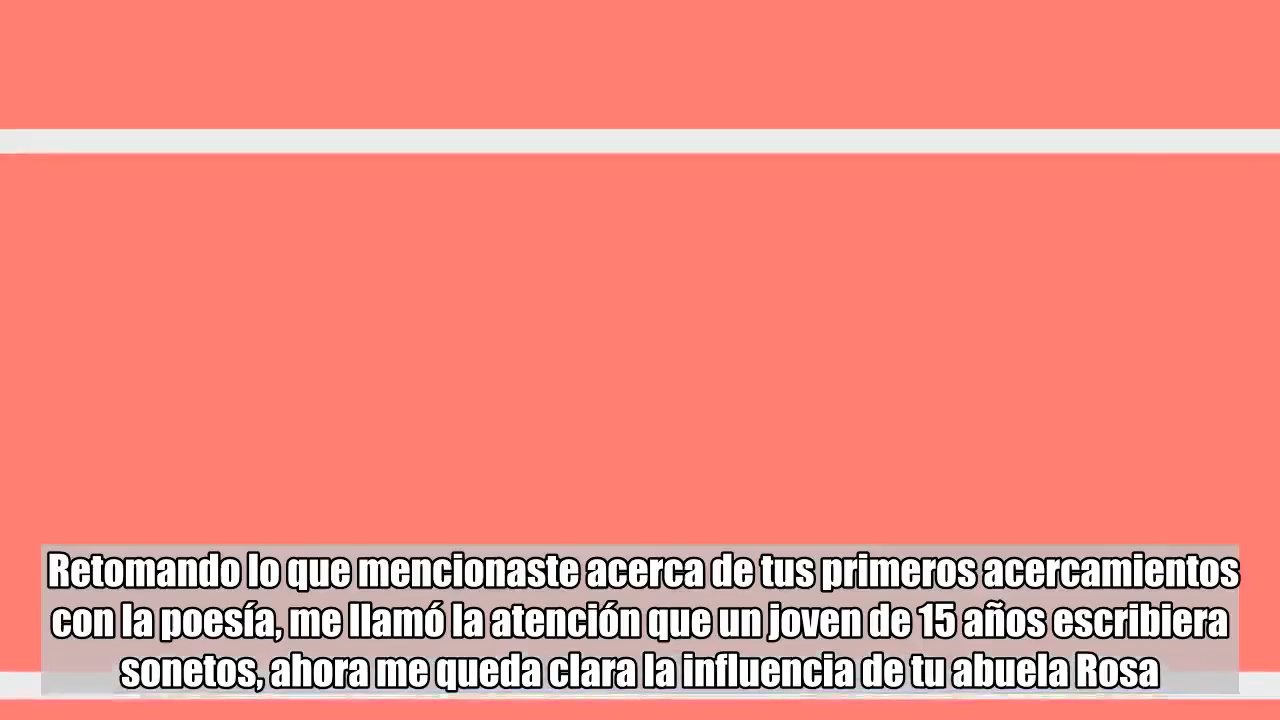 Retomando lo que mencionaste acerca de tus primeros acercamientos
con la poesía, me llamó la atención que un joven de 15 años escribiera
sonetos, ahora me queda clara la influencia de tu abuela Rosa